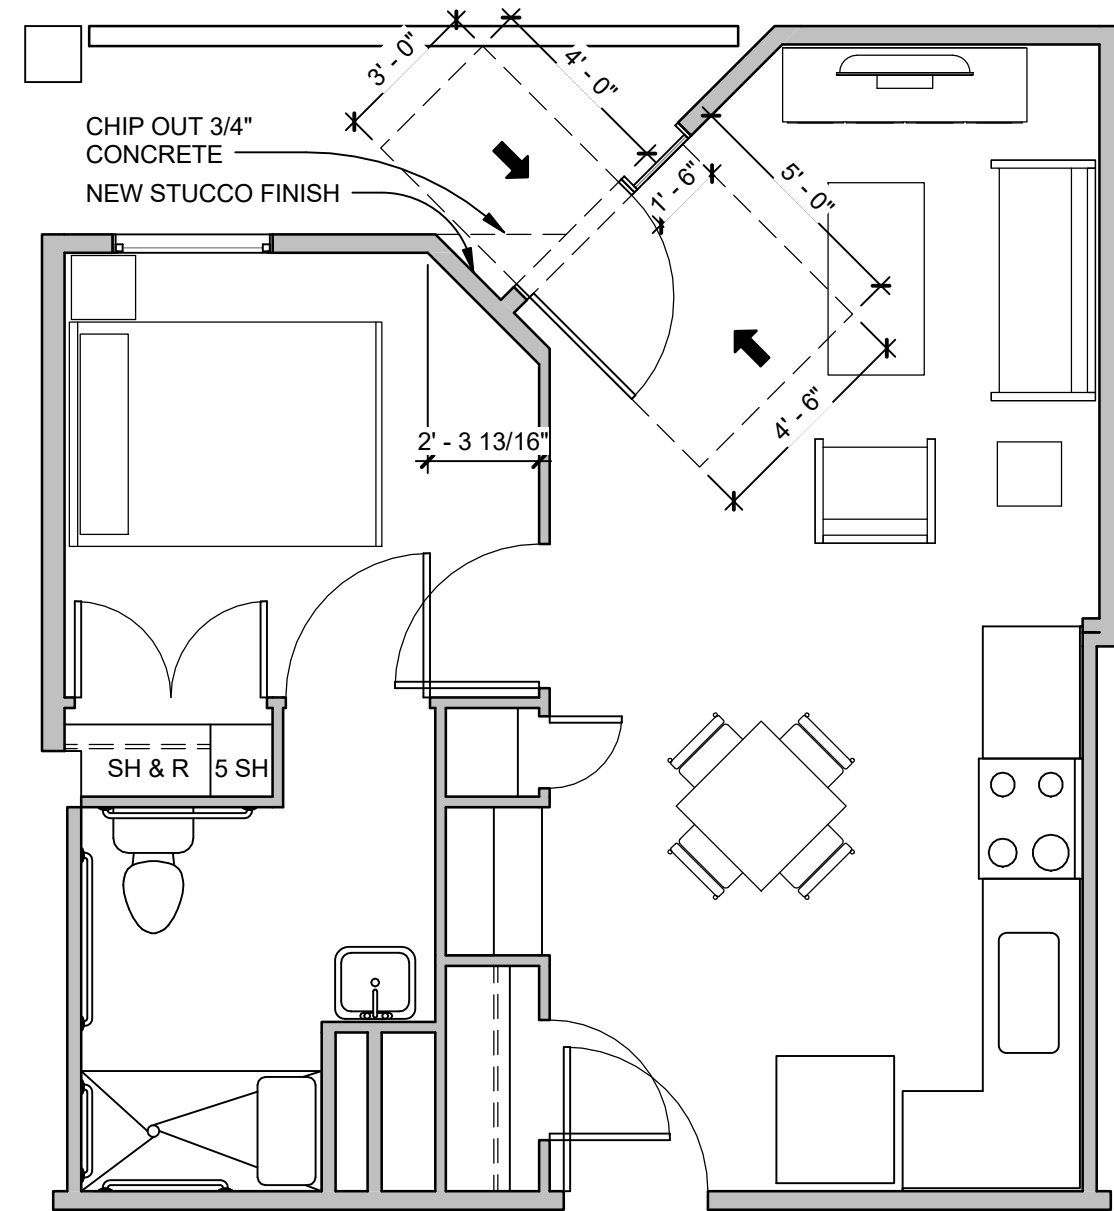 3' - 0"
4' - 0"
CHIP OUT 3/4"
CONCRETE
NEW STUCCO FINISH
1' - 6"
5' - 0"
4' - 6"
2' - 3 13/16"
SH & R
5 SH